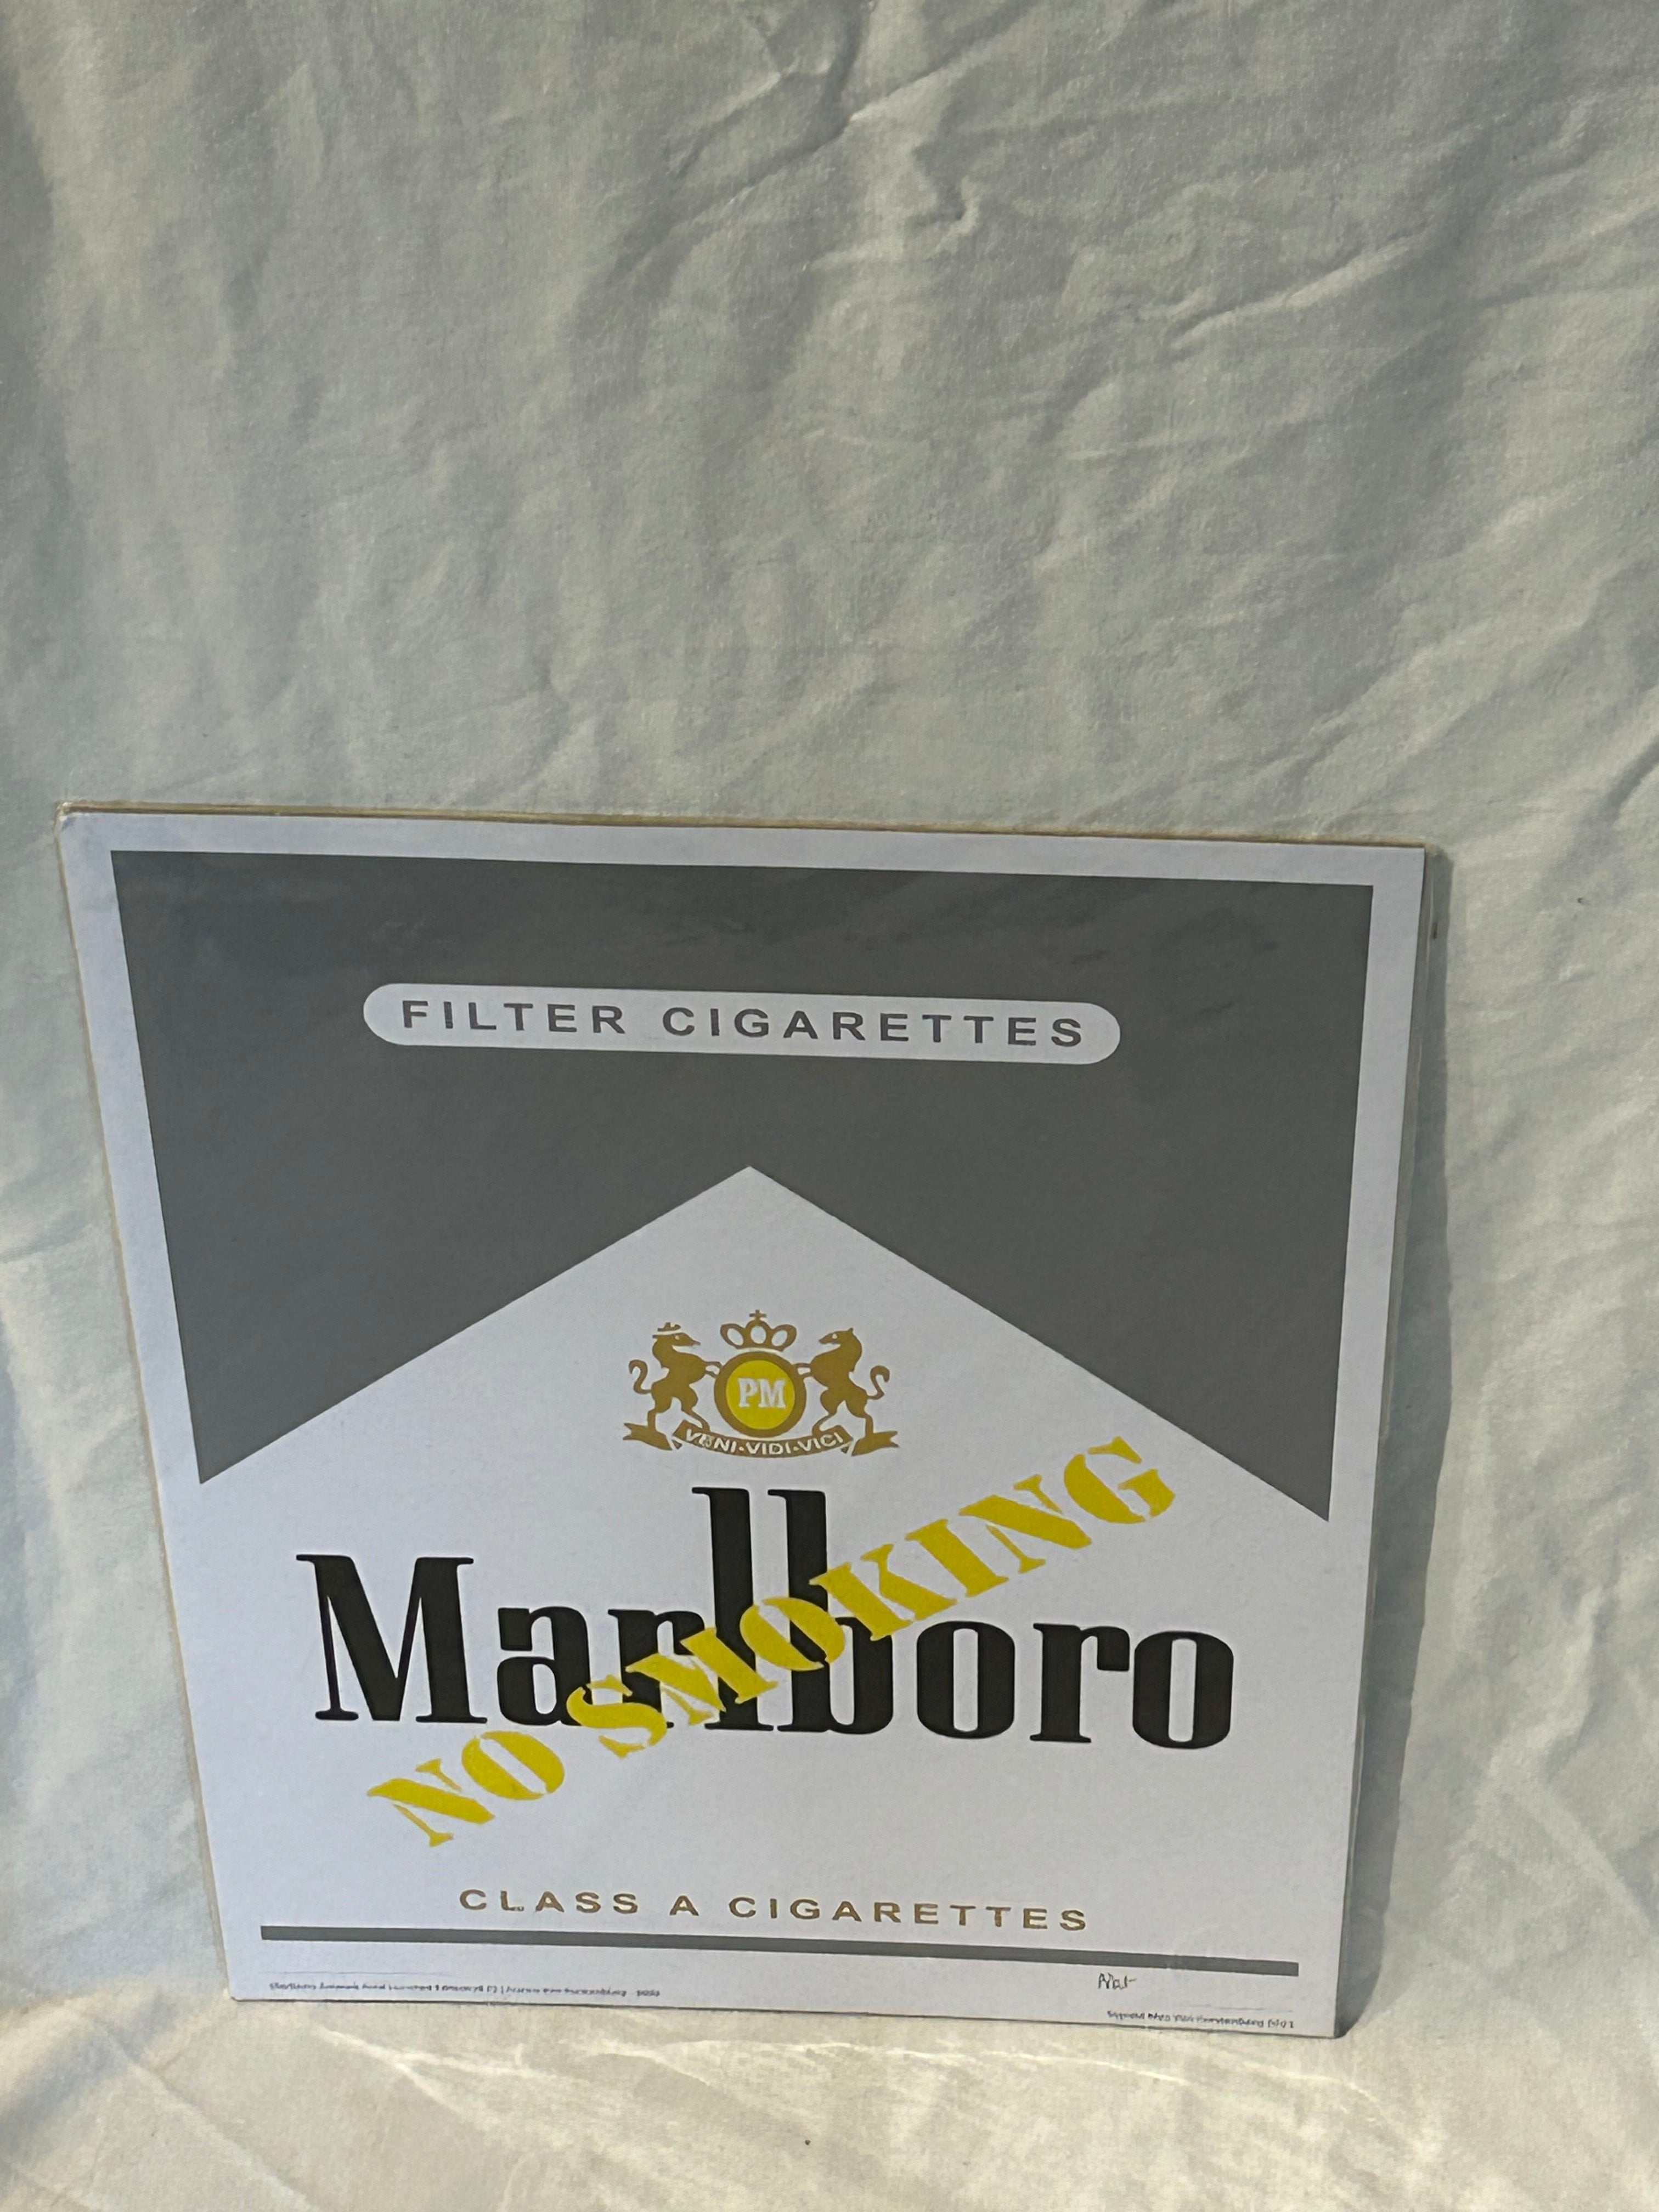 FILTER CIGARETTES
PM
VENI·VIDI·VICI
Marlboro
NO SMOKING
CLASS A CIGARETTES